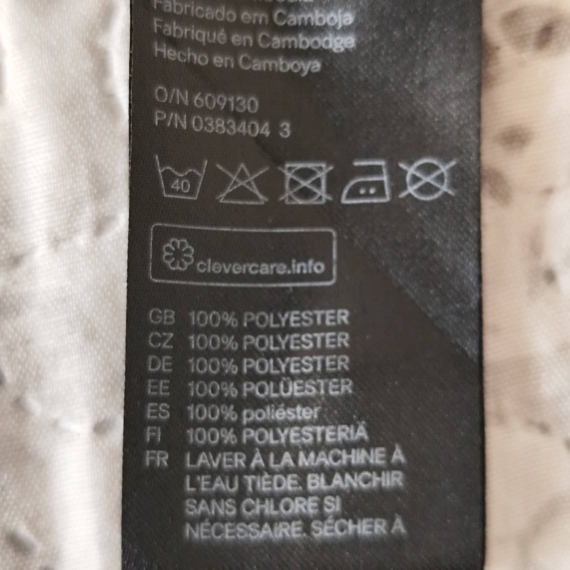 Fabricado em Camboja
Fabriqué en Cambodge
Hecho en Camboya
O/N 609130
P/N 0383404 3
40
clevercare.info
GB 100% POLYESTER
CZ 100% POLYESTER
DE 100% POLYESTER
EE 100% POLÜESTER
ES 100% poliéster
FI 100% POLYESTERIÄ
FR LAVER À LA MACHINE À
L'EAU TIÈDE. BLANCHIR
SANS CHLORE SI
NÉCESSAIRE. SÉCHER À